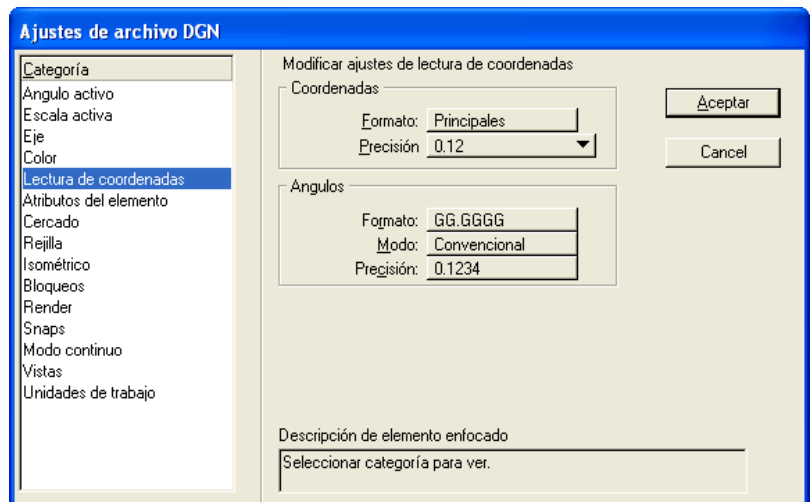 Ajustes de archivo DGN
Categoría
Angulo activo
Escala activa
Eje
Color
Lectura de coordenadas
Atributos del elemento
Cercado
Rejilla
Isométrico
Bloqueos
Render
Snaps
Modo continuo
Vistas
Unidades de trabajo
Modificar ajustes de lectura de coordenadas
Coordenadas
Formato: Principales
Precisión 0.12
Angulos
Formato: GG.GGGG
Modo: Convencional
Precisión: 0.1234
Aceptar
Cancel
Descripción de elemento enfocado
Seleccionar categoría para ver.